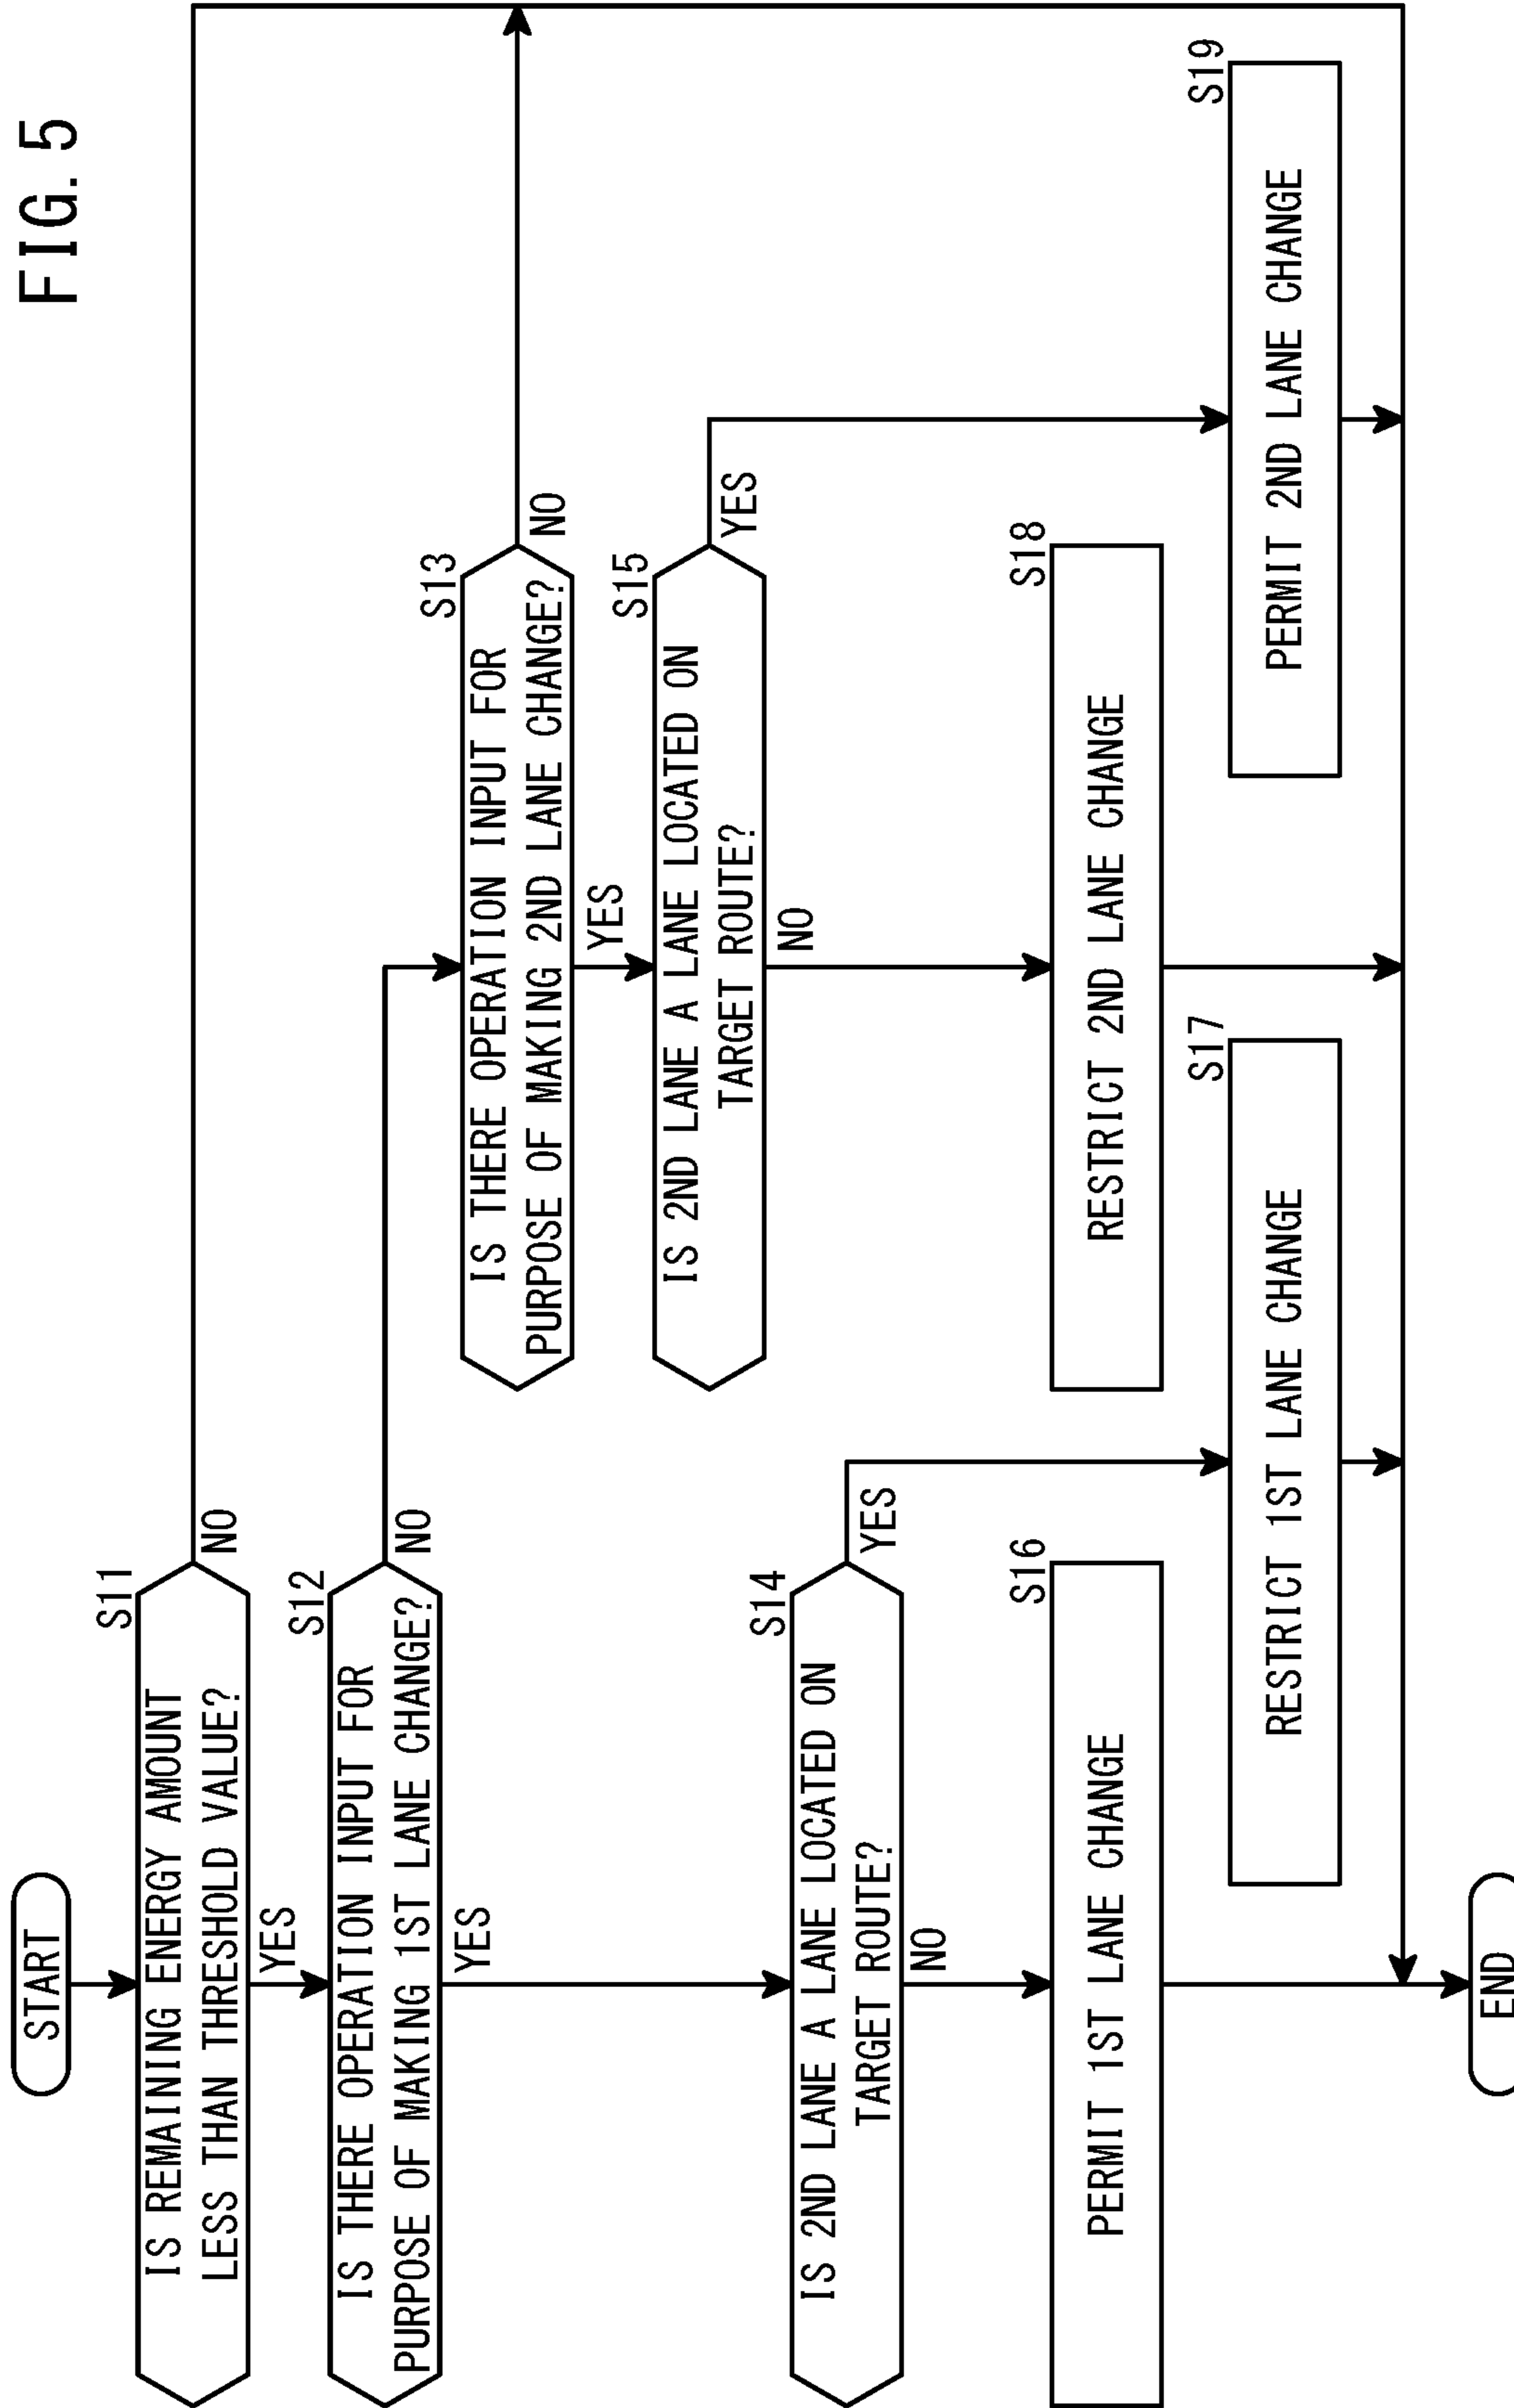 FIG. 5
START
S11
IS REMAINING ENERGY AMOUNT
LESS THAN THRESHOLD VALUE?
NO
YES
S12
IS THERE OPERATION INPUT FOR
PURPOSE OF MAKING 1ST LANE CHANGE?
NO
YES
S13
IS THERE OPERATION INPUT FOR
PURPOSE OF MAKING 2ND LANE CHANGE?
NO
YES
S14
IS 2ND LANE A LANE LOCATED ON
TARGET ROUTE?
YES
NO
S15
IS 2ND LANE A LANE LOCATED ON
TARGET ROUTE?
YES
NO
S16
PERMIT 1ST LANE CHANGE
S17
RESTRICT 1ST LANE CHANGE
S18
RESTRICT 2ND LANE CHANGE
S19
PERMIT 2ND LANE CHANGE
END